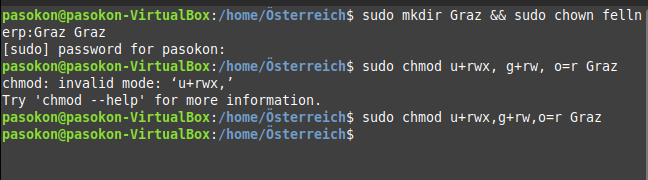 pasokon@pasokon-VirtualBox:/home/Österreich$ sudo mkdir Graz && sudo chown felln
erp:Graz Graz
[sudo] password for pasokon:
pasokon@pasokon-VirtualBox:/home/Österreich$ sudo chmod u+rwx, g+rw, o=r Graz
chmod: invalid mode: ‘u+rwx,’
Try 'chmod --help' for more information.
pasokon@pasokon-VirtualBox:/home/Österreich$ sudo chmod u+rwx,g+rw,o=r Graz
pasokon@pasokon-VirtualBox:/home/Österreich$